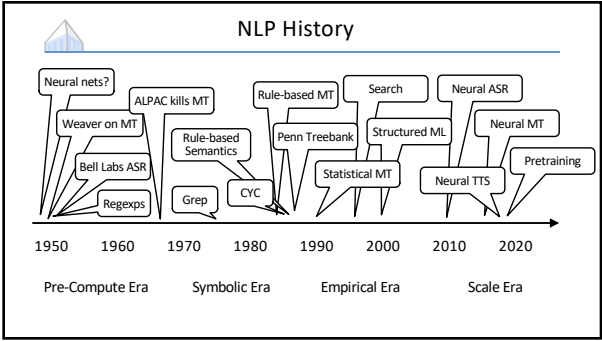 NLP History
Neural nets?
Weaver on MT
Bell Labs ASR
Regexps
ALPAC kills MT
Rule-based
Semantics
Grep
CYC
Rule-based MT
Penn Treebank
Statistical MT
Search
Structured ML
Neural ASR
Neural MT
Neural TTS
Pretraining
1950 1960 1970 1980 1990 2000 2010 2020
Pre-Compute Era Symbolic Era Empirical Era Scale Era